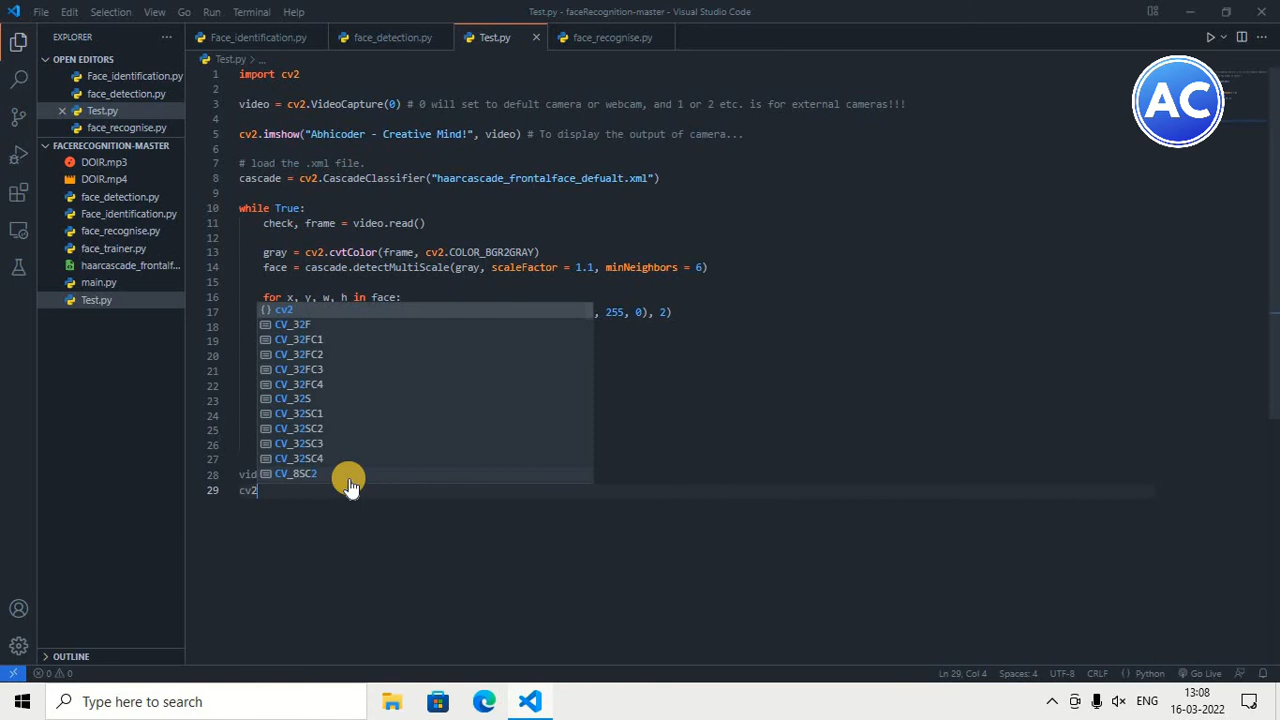 File Edit Selection View Go Run Terminal Help
Test.py - faceRecognition-master - Visual Studio Code
EXPLORER
OPEN EDITORS
Face_identification.py
face_detection.py
Test.py
face_recognise.py
FACERECOGNITION-MASTER
DOIR.mp3
DOIR.mp4
face_detection.py
Face_identification.py
face_recognise.py
face_trainer.py
haarcascade_frontalf...
main.py
Test.py
OUTLINE
Face_identification.py face_detection.py Test.py face_recognise.py
Test.py > ...
AC
1 import cv2
2
3 video = cv2.VideoCapture(0) # 0 will set to defult camera or webcam, and 1 or 2 etc. is for external cameras!!!
4
5 cv2.imshow("Abhicoder - Creative Mind!", video) # To display the output of camera...
6
7 # load the .xml file.
8 cascade = cv2.CascadeClassifier("haarcascade_frontalface_defualt.xml")
9
10 while True:
11 check, frame = video.read()
12
13 gray = cv2.cvtColor(frame, cv2.COLOR_BGR2GRAY)
14 face = cascade.detectMultiScale(gray, scaleFactor = 1.1, minNeighbors = 6)
15
16 for x, y, w, h in face:
17 , 255, 0), 2)
18
19
20
21
22
23
24
25
26
27
28 vid
29 cv2
cv2
CV_32F
CV_32FC1
CV_32FC2
CV_32FC3
CV_32FC4
CV_32S
CV_32SC1
CV_32SC2
CV_32SC3
CV_32SC4
CV_8SC2
0 0
Ln 29, Col 4 Spaces: 4 UTF-8 CRLF Python Go Live
Type here to search
ENG
13:08
16-03-2022